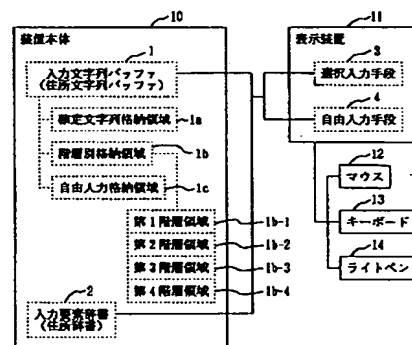 10
装置本体
1
入力文字列バッファ
(住所文字列バッファ)
確定文字列格納領域
1a
階層別格納領域
1b
自由入力格納領域
1c
第1階層領域
1b-1
第2階層領域
1b-2
第3階層領域
1b-3
第4階層領域
1b-4
2
入力要素辞書
(住所辞書)
11
表示装置
3
選択入力手段
4
自由入力手段
12
マウス
13
キーボード
14
ライトペン